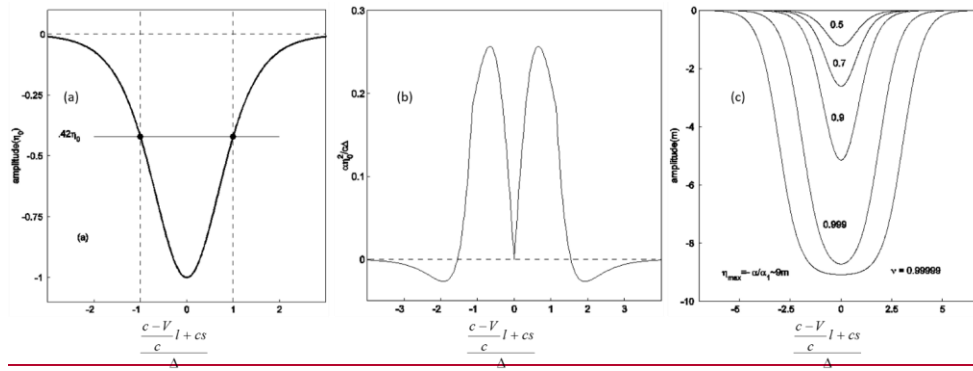 0
-0.25
-0.5
-0.75
-1
amplitude(η₀)
(a)
.42η₀
(a)
-2 -1 0 1 2
(c−V)/c l + cs
Δ
0.3
0.2
0.1
0
αη₀²/cΔ
(b)
-4 -3 -2 -1 0 1 2 3 4
(c−V)/c l + cs
Δ
0
-2
-4
-6
-8
-10
amplitude(m)
(c)
0.5
0.7
0.9
0.999
η_max=-α/α₁~9m
ν = 0.99999
-5 -2.5 0 2.5 5
(c−V)/c l + cs
Δ